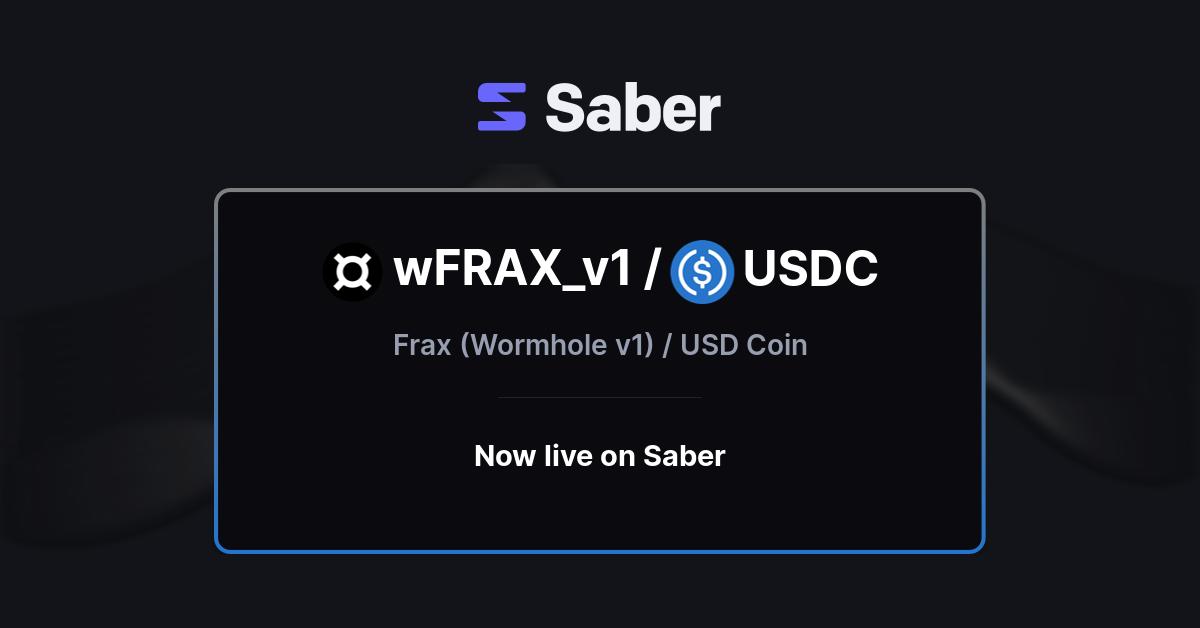 Saber
wFRAX_v1 / USDC
Frax (Wormhole v1) / USD Coin
Now live on Saber